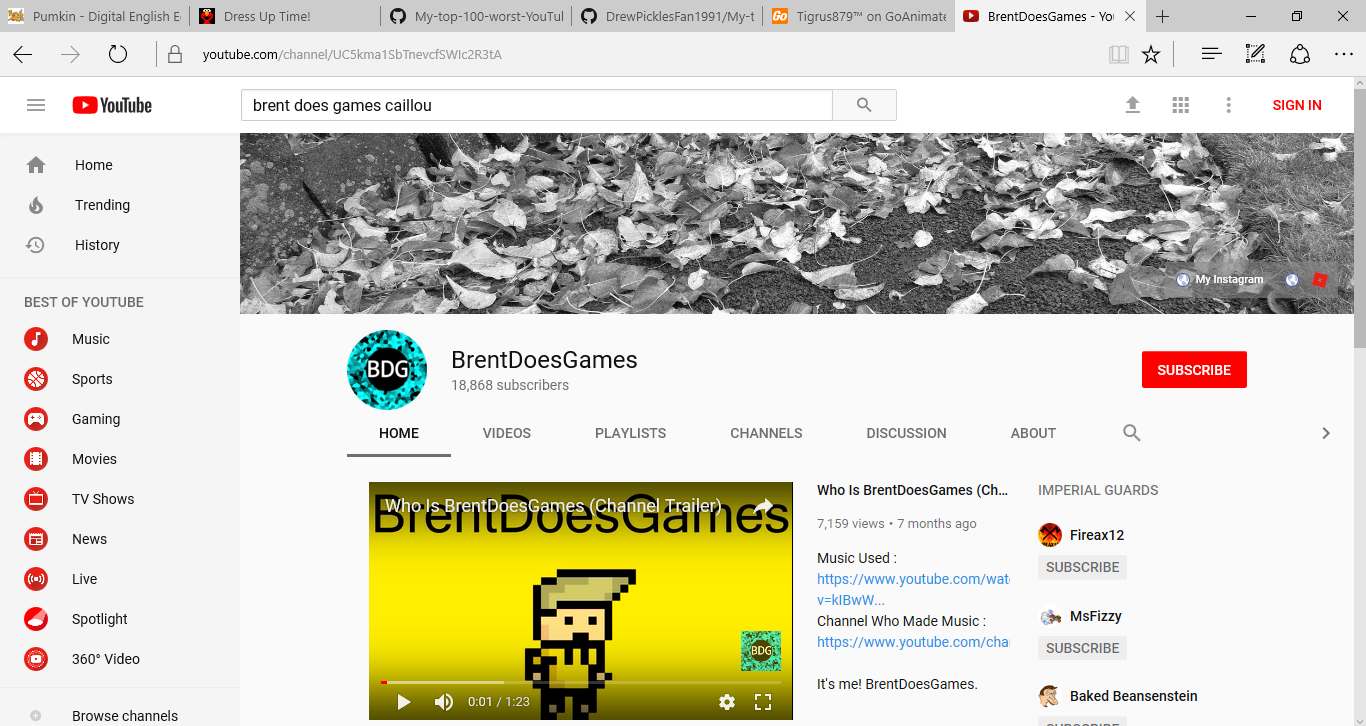 Pumkin - Digital English E
Dress Up Time!
My-top-100-worst-YouTul
DrewPicklesFan1991/My-t
Go
Tigrus879™ on GoAnimate
BrentDoesGames - You
youtube.com/channel/UC5kma1SbTnevcfSWIc2R3tA
YouTube
brent does games caillou
SIGN IN
Home
Trending
History
BEST OF YOUTUBE
Music
Sports
Gaming
Movies
TV Shows
News
Live
Spotlight
360° Video
Browse channels
My Instagram
BDG
BrentDoesGames
18,868 subscribers
SUBSCRIBE
HOME
VIDEOS
PLAYLISTS
CHANNELS
DISCUSSION
ABOUT
Who Is BrentDoesGames (Channel Trailer)
BrentDoesGames
BDG
0:01 / 1:23
Who Is BrentDoesGames (Ch...
7,159 views • 7 months ago
Music Used :
https://www.youtube.com/wat
v=kIBwW...
Channel Who Made Music :
https://www.youtube.com/cha
It's me! BrentDoesGames.
IMPERIAL GUARDS
Fireax12
SUBSCRIBE
MsFizzy
SUBSCRIBE
Baked Beansenstein
SUBSCRIBE